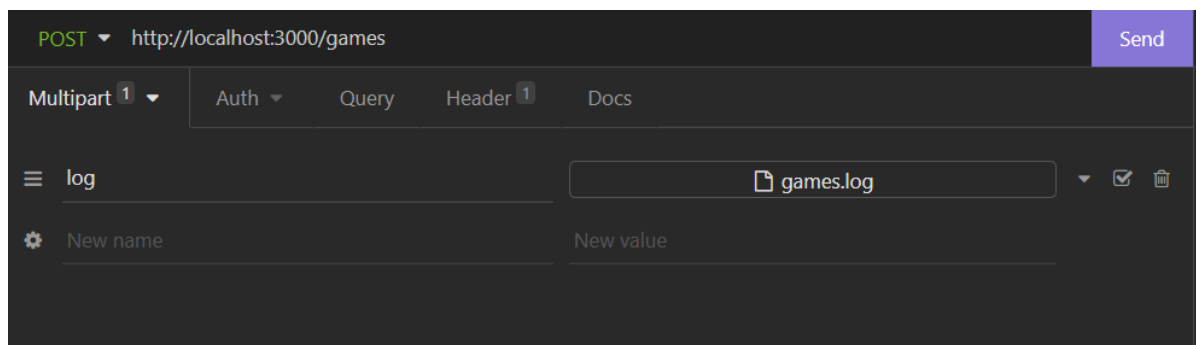 POST http://localhost:3000/games Send
Multipart 1 Auth Query Header 1 Docs
log games.log
New name New value